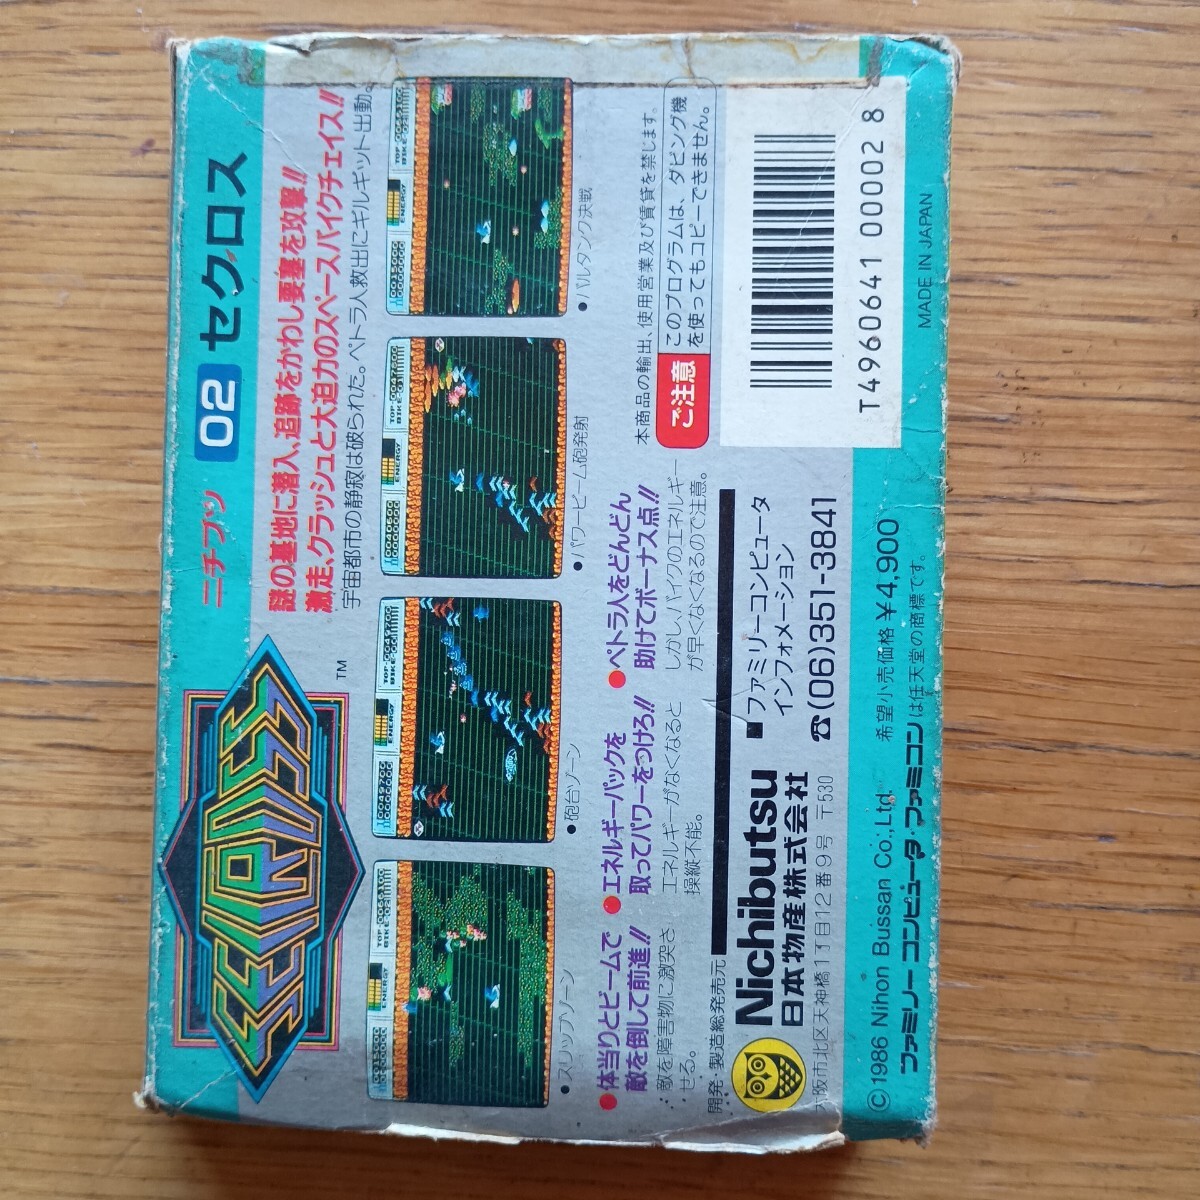 SEICROSS
™
ニチブツ 02 セクロス
謎の基地に潜入、追跡をかわし要塞を攻撃!!
激走、クラッシュと大迫力のスペースバイクチェイス!!
宇宙都市の静寂は破られた。ペトラ人救出にギルギット出動。
ENERGY
ENERGY
ENERGY
ENERGY
●スリップゾーン
●砲台ゾーン
●パワービーム砲発射
●バルタンク決戦
●体当りとビームで
敵を倒して前進!!
敵を障害物に激突さ
せる。
●エネルギーパックを
取ってパワーをつけろ!!
エネルギーがなくなると
操縦不能。
●ペトラ人をどんどん
助けてボーナス点!!
しかし、バイクのエネルギー
が早くなくなるので注意。
本商品の輸出、使用営業及び賃貸を禁じます。
ご注意
このプログラムは、ダビング機
を使ってもコピーできません。
開発・製造総発売元
Nichibutsu
日本物産株式会社
大阪市北区天神橋1丁目12番9号 〒530
■ファミリーコンピュータ
インフォメーション
☎(06)351-3841
T4960641 00002 8
MADE IN JAPAN
希望小売価格 ¥4,900
©1986 Nihon Bussan Co.,Ltd.
ファミリーコンピュータ・ファミコンは任天堂の商標です。